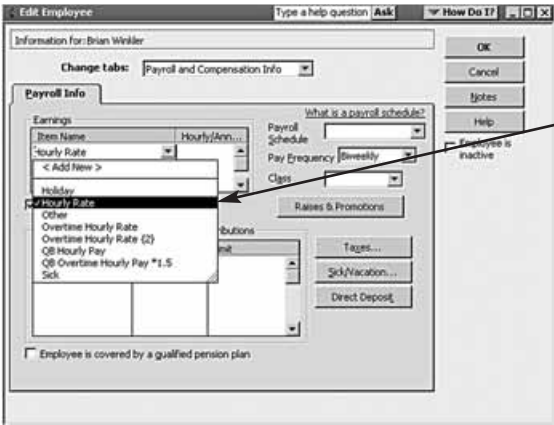 Edit Employee
Type a help question Ask
How Do I?
Information for: Brian Winkler
OK
Change tabs: Payroll and Compensation Info
Cancel
Payroll Info
Notes
Help
Employee is inactive
Earnings
What is a payroll schedule?
Item Name Hourly/Ann...
Payroll Schedule
Hourly Rate
Pay Frequency Biweekly
< Add New >
Class
Holiday
Hourly Rate
Raises & Promotions
Other
Overtime Hourly Rate
Overtime Hourly Rate (2)
Taxes...
QB Hourly Pay
QB Overtime Hourly Pay *1.5
Sick/Vacation...
Sick
Direct Deposit
Employee is covered by a qualified pension plan